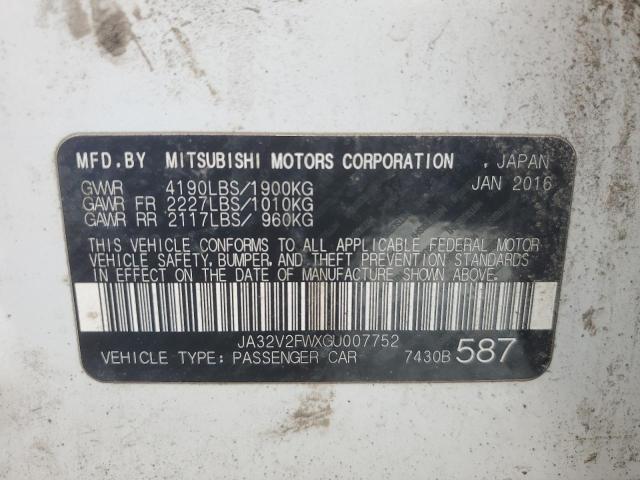 MFD.BY MITSUBISHI MOTORS CORPORATION , JAPAN
GVWR 4190LBS/1900KG JAN 2016
GAWR FR 2227LBS/1010KG
GAWR RR 2117LBS/ 960KG
THIS VEHICLE CONFORMS TO ALL APPLICABLE FEDERAL MOTOR
VEHICLE SAFETY, BUMPER, AND THEFT PREVENTION STANDARDS
IN EFFECT ON THE DATE OF MANUFACTURE SHOWN ABOVE.
JA32V2FWXGU007752
VEHICLE TYPE: PASSENGER CAR 7430B 587